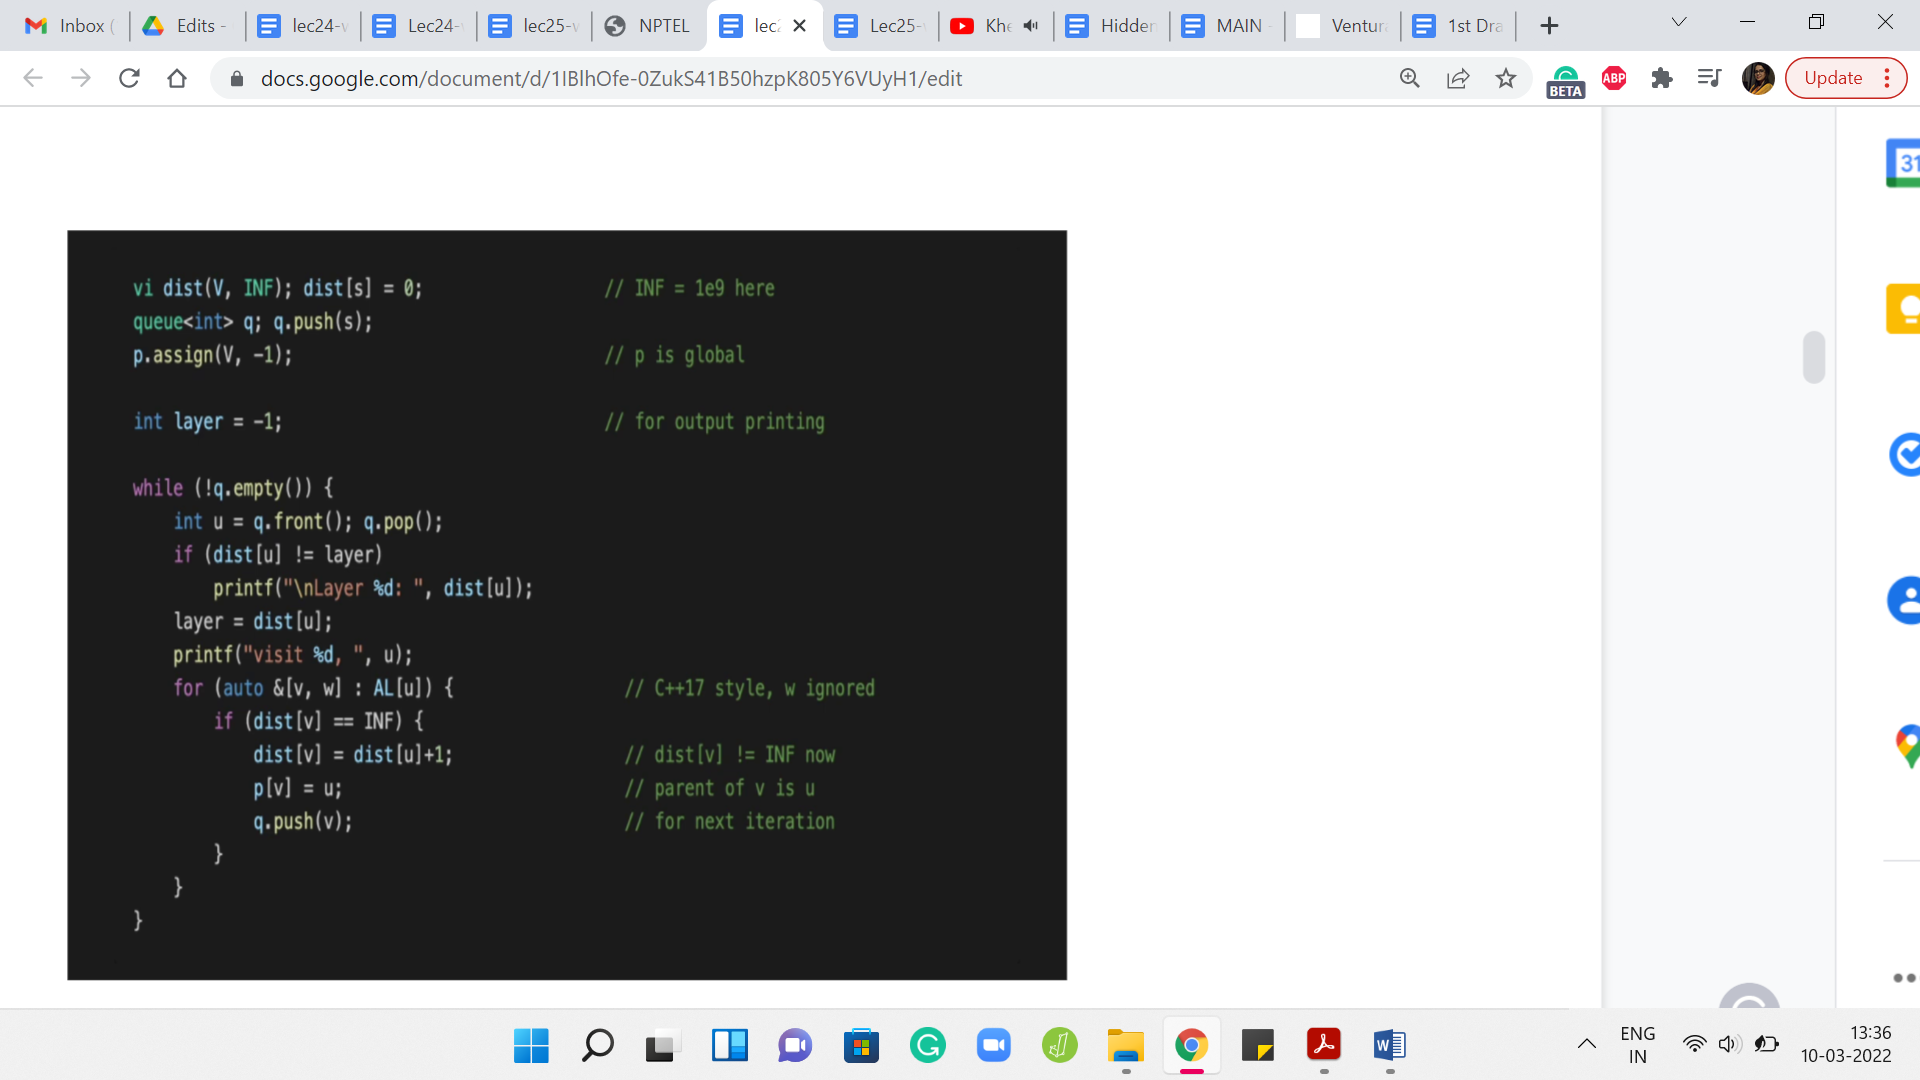 Inbox (
Edits -
lec24-v
Lec24-
lec25-v
NPTEL
lec2
Lec25-
Khe
Hidden
MAIN -
Ventura
1st Dra
docs.google.com/document/d/1IBlhOfe-0ZukS41B50hzpK805Y6VUyH1/edit
BETA
ABP
Update
31
vi dist(V, INF); dist[s] = 0; // INF = 1e9 here
queue<int> q; q.push(s);
p.assign(V, -1); // p is global
int layer = -1; // for output printing
while (!q.empty()) {
int u = q.front(); q.pop();
if (dist[u] != layer)
printf("\nLayer %d: ", dist[u]);
layer = dist[u];
printf("visit %d, ", u);
for (auto &[v, w] : AL[u]) { // C++17 style, w ignored
if (dist[v] == INF) {
dist[v] = dist[u]+1; // dist[v] != INF now
p[v] = u; // parent of v is u
q.push(v); // for next iteration
}
}
}
ENG
IN
13:36
10-03-2022